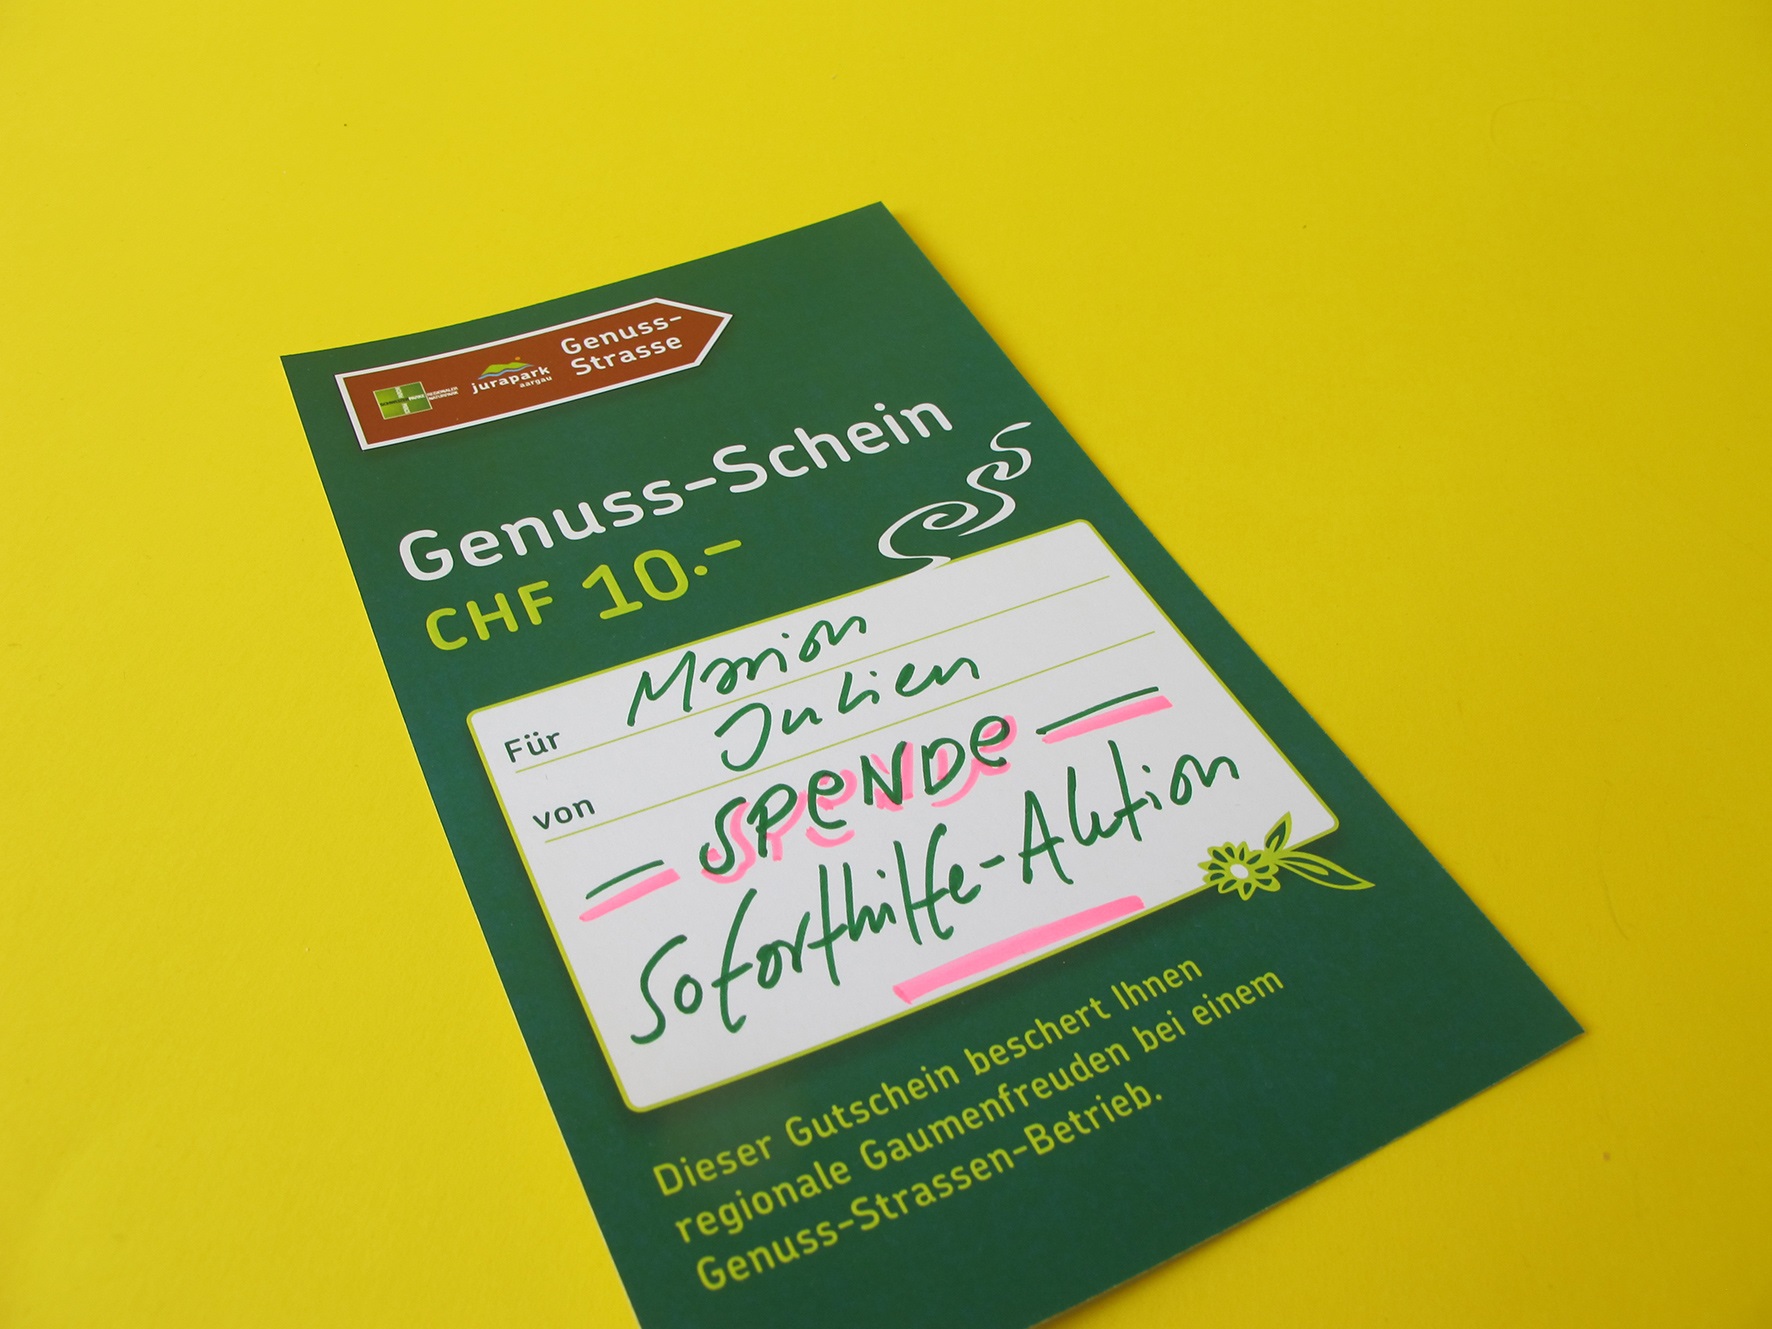 Genuss-
Strasse
jurapark
aargau
Genuss-Schein
CHF 10.–
Für Marion
von Julien
– SPENDE –
Soforthilfe-Aktion
Dieser Gutschein beschert Ihnen
regionale Gaumenfreuden bei einem
Genuss-Strassen-Betrieb.